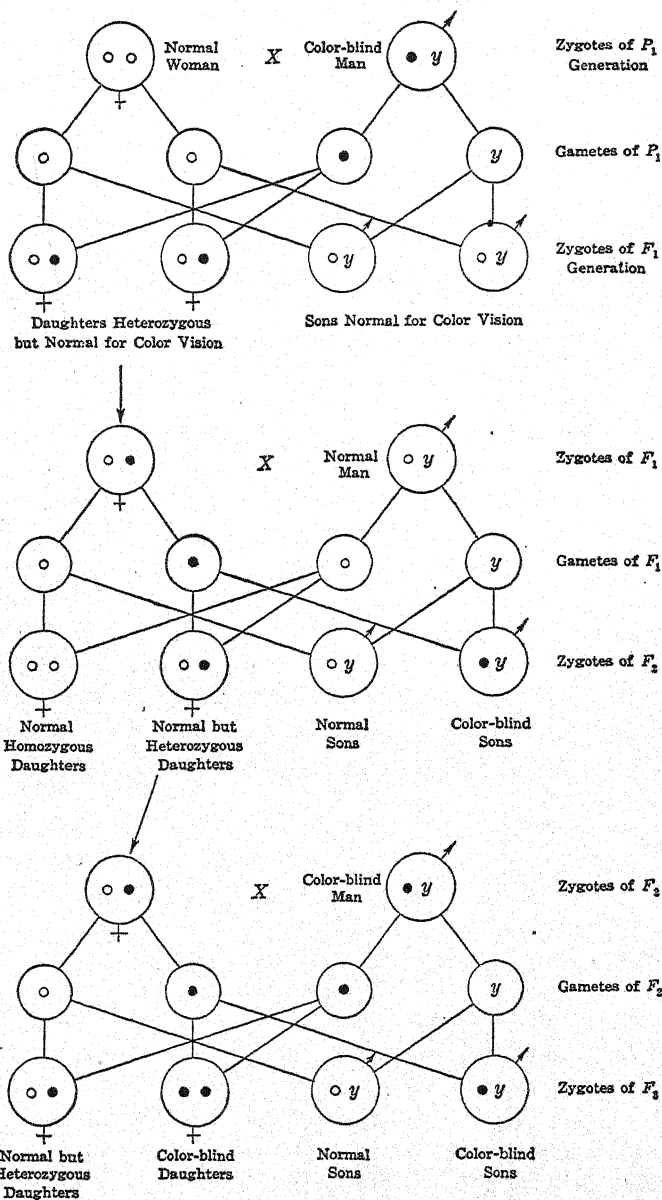 Normal
Woman
X
Color-blind
Man
y
Zygotes of P1
Generation
y
Gametes of P1
y
y
Zygotes of F1
Generation
Daughters Heterozygous
but Normal for Color Vision
Sons Normal for Color Vision
X
Normal
Man
y
Zygotes of F1
y
Gametes of F1
y
y
Zygotes of F2
Normal
Homozygous
Daughters
Normal but
Heterozygous
Daughters
Normal
Sons
Color-blind
Sons
X
Color-blind
Man
y
Zygotes of F2
y
Gametes of F2
y
y
Zygotes of F3
Normal but
Heterozygous
Daughters
Color-blind
Daughters
Normal
Sons
Color-blind
Sons